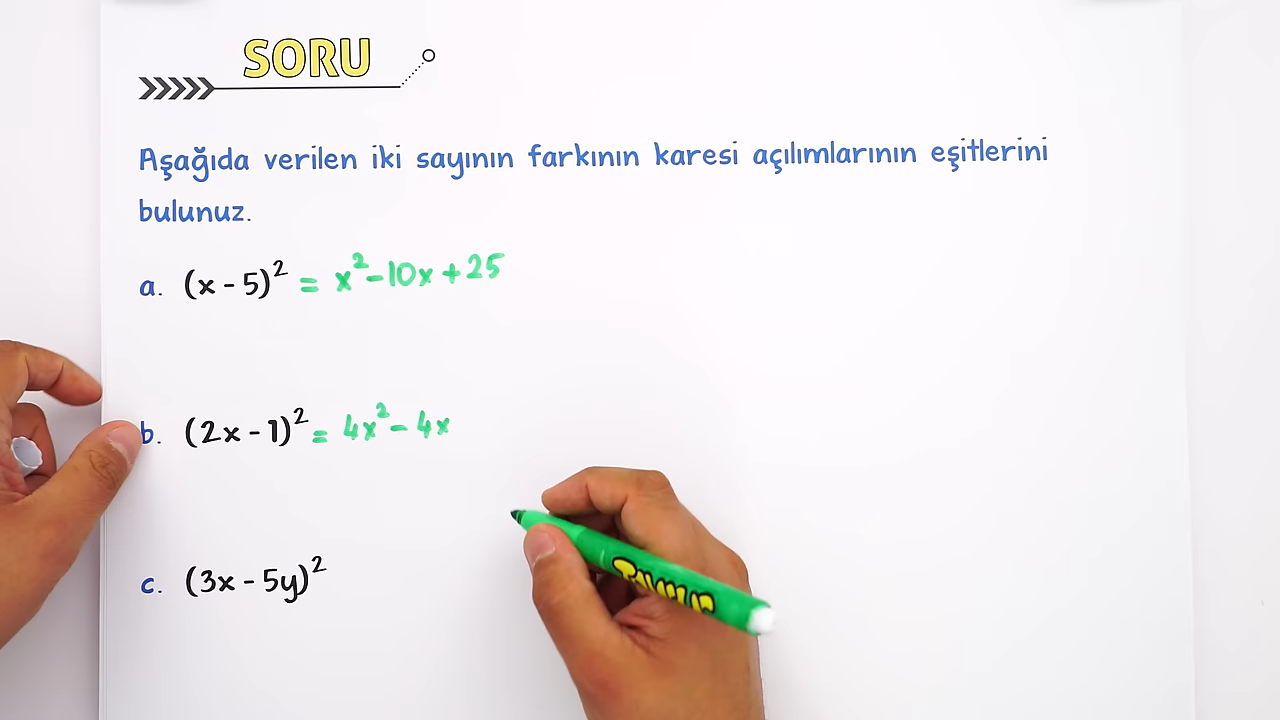 SORU
Aşağıda verilen iki sayının farkının karesi açılımlarının eşitlerini
bulunuz.
a. (x - 5)² = x² - 10x + 25
b. (2x - 1)² = 4x² - 4x
c. (3x - 5y)²